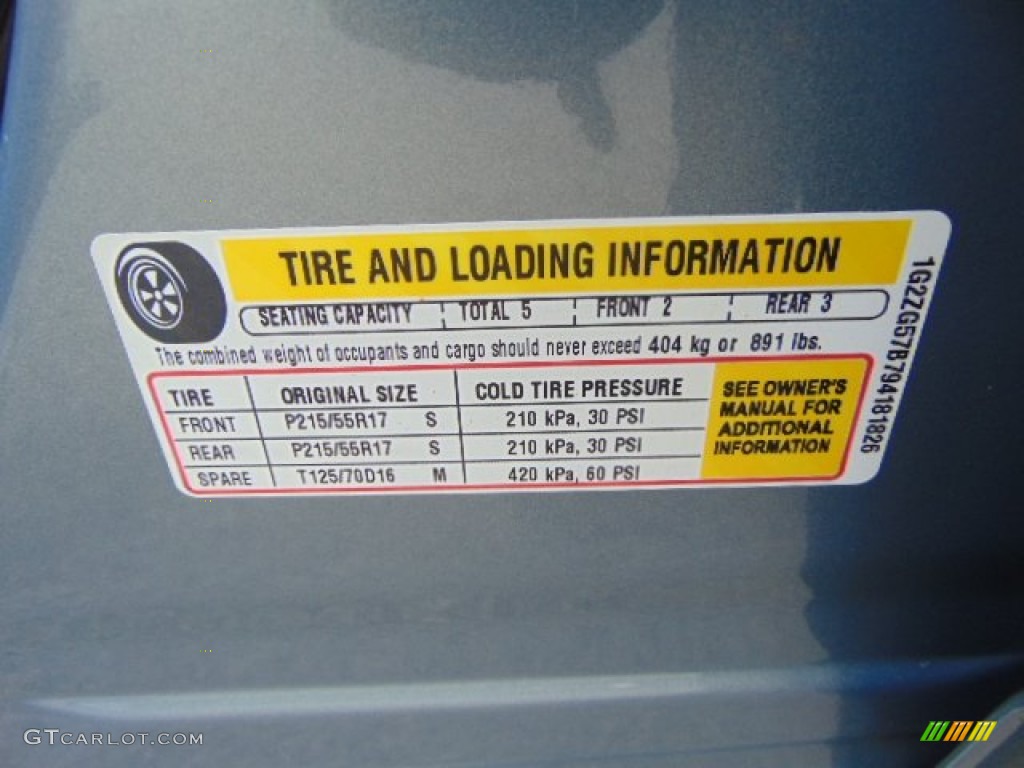 TIRE AND LOADING INFORMATION
SEATING CAPACITY TOTAL 5 FRONT 2 REAR 3
The combined weight of occupants and cargo should never exceed 404 kg or 891 lbs.
TIRE ORIGINAL SIZE COLD TIRE PRESSURE
FRONT P215/55R17 S 210 kPa, 30 PSI
REAR P215/55R17 S 210 kPa, 30 PSI
SPARE T125/70D16 M 420 kPa, 60 PSI
SEE OWNER'S
MANUAL FOR
ADDITIONAL
INFORMATION
1G2ZG57B794181826
GTCARLOT.COM